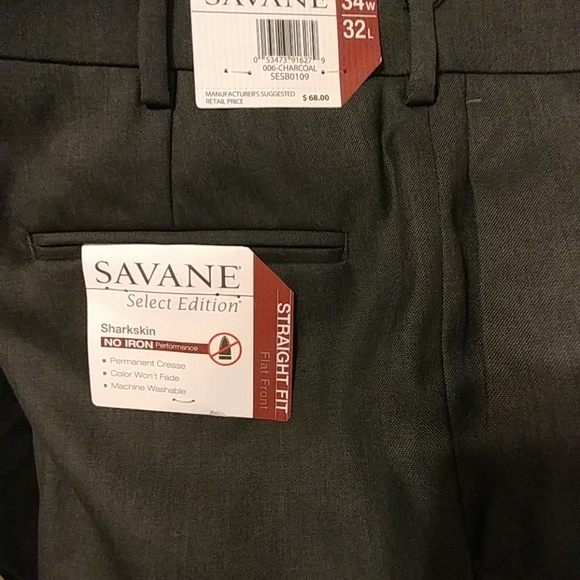 SAVANE
34W
32L
0 53473 91627 9
006-CHARCOAL
SESB0109
MANUFACTURER'S SUGGESTED
RETAIL PRICE
$ 68.00
SAVANE®
Select Edition®
Sharkskin
NO IRON Performance
Permanent Crease
Color Won't Fade
Machine Washable
STRAIGHT FIT
Flat Front